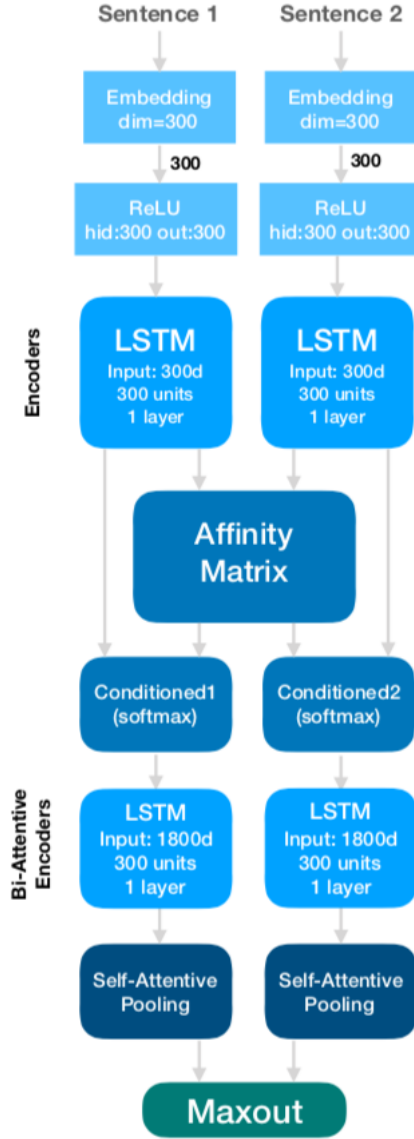 Sentence 1
Sentence 2
Embedding
dim=300
Embedding
dim=300
300
300
ReLU
hid:300 out:300
ReLU
hid:300 out:300
Encoders
LSTM
Input: 300d
300 units
1 layer
LSTM
Input: 300d
300 units
1 layer
Affinity
Matrix
Conditioned1
(softmax)
Conditioned2
(softmax)
Bi-Attentive
Encoders
LSTM
Input: 1800d
300 units
1 layer
LSTM
Input: 1800d
300 units
1 layer
Self-Attentive
Pooling
Self-Attentive
Pooling
Maxout